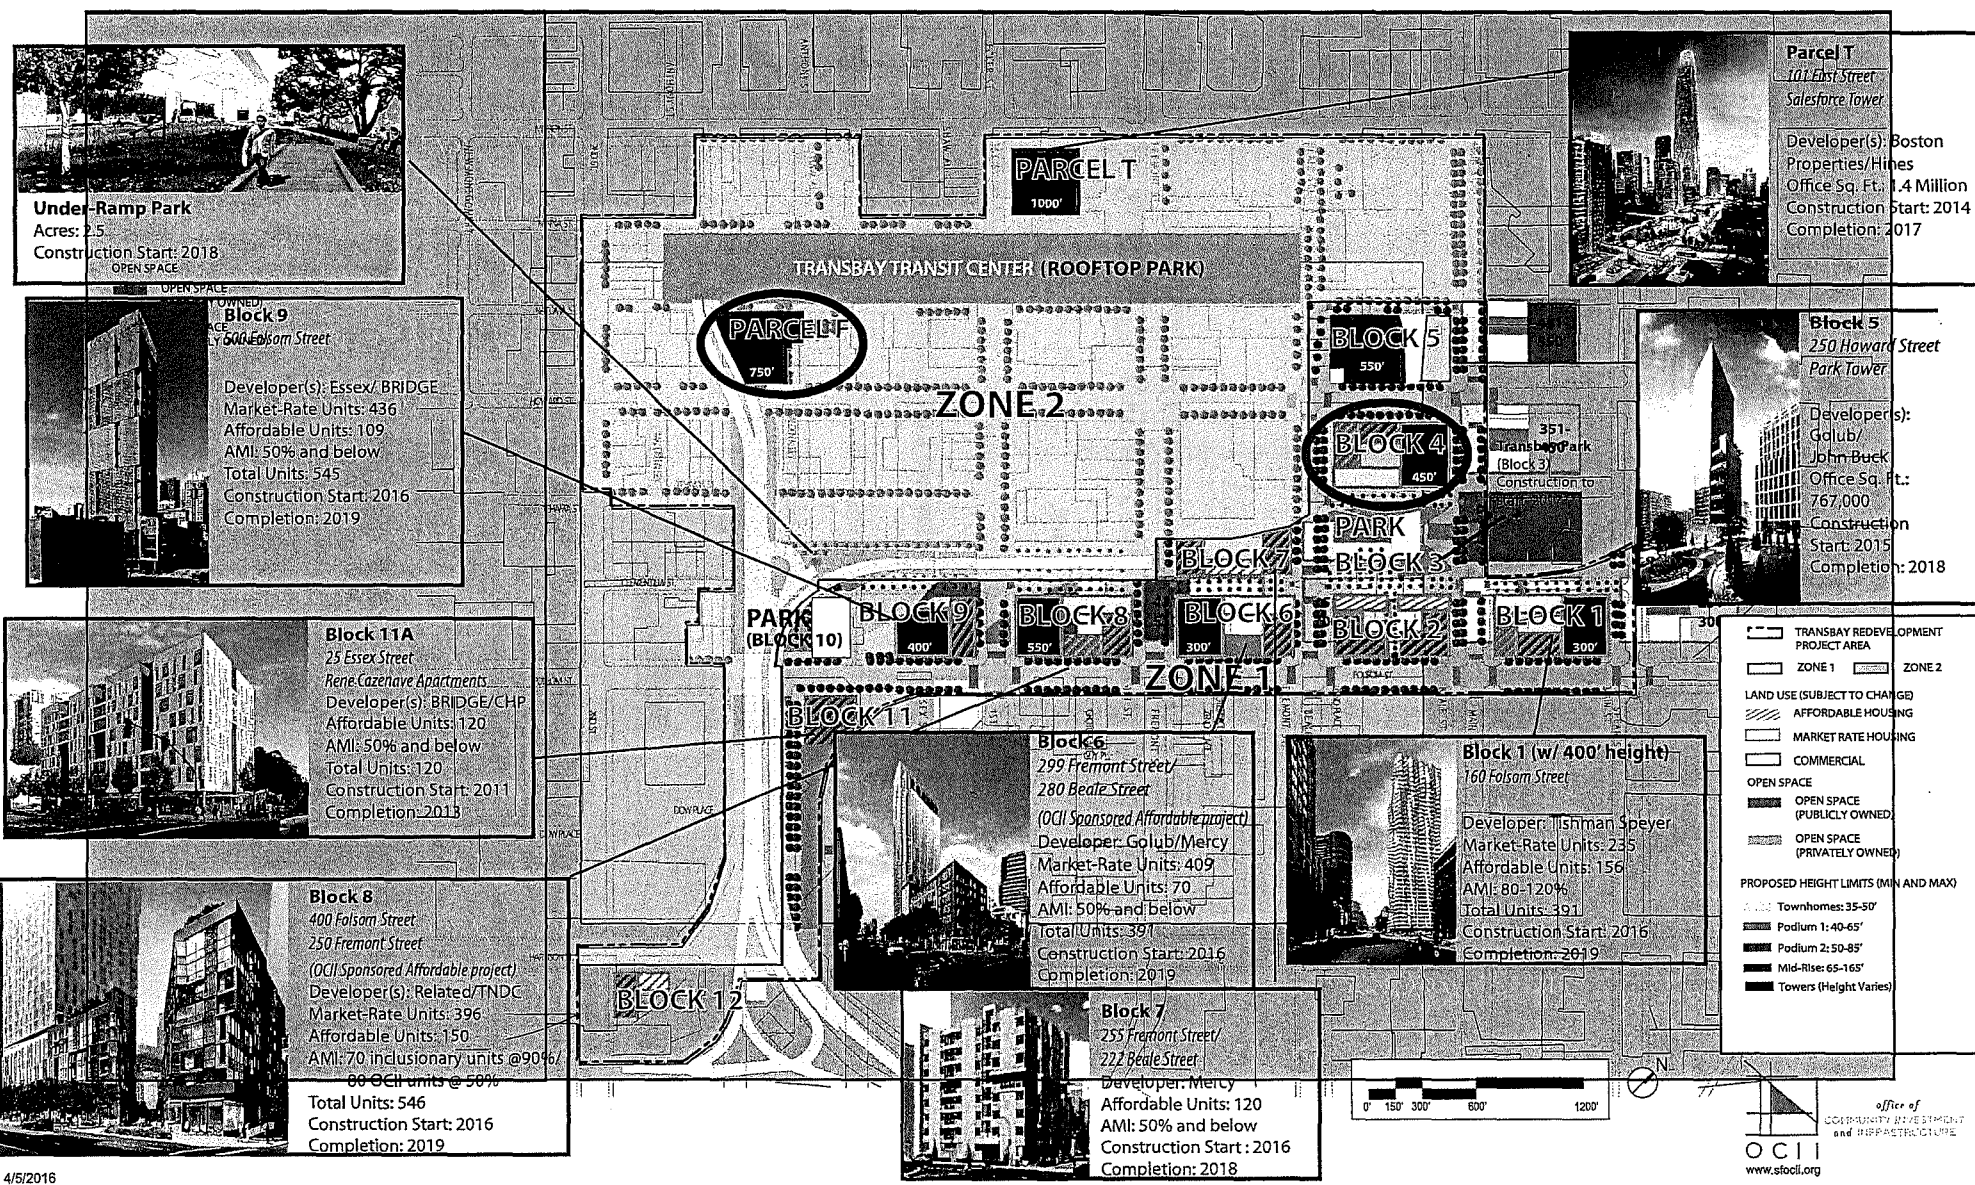 Under-Ramp Park
Acres: 2.5
Construction Start: 2018
OPEN SPACE
OPEN SPACE
Block 9
500 Folsom Street
Developer(s): Essex/ BRIDGE
Market-Rate Units: 436
Affordable Units: 109
AMI: 50% and below
Total Units: 545
Construction Start: 2016
Completion: 2019
Block 11A
25 Essex Street
Rene Cazenave Apartments
Developer(s): BRIDGE/CHP
Affordable Units: 120
AMI: 50% and below
Total Units: 120
Construction Start: 2011
Completion: 2013
Block 8
400 Folsom Street
250 Fremont Street
(OCII Sponsored Affordable project)
Developer(s): Related/TNDC
Market-Rate Units: 396
Affordable Units: 150
AMI: 70 inclusionary units @90%/
80 OCII units @ 50%
Total Units: 546
Construction Start: 2016
Completion: 2019
4/5/2016
PARCEL T
1000'
TRANSBAY TRANSIT CENTER (ROOFTOP PARK)
PARCEL F
750'
BLOCK 5
550'
ZONE 2
BLOCK 4
450'
351-
Transbay Park
(Block 3)
Construction to
PARK
BLOCK 3
BLOCK 7
PARK
(BLOCK 10)
BLOCK 9
400'
BLOCK 8
550'
BLOCK 6
300'
BLOCK 2
BLOCK 1
300'
ZONE 1
FOLSOM ST
BLOCK 11
DOW PLACE
DOW PLACE
BLOCK 12
Block 6
299 Fremont Street/
280 Beale Street
(OCII Sponsored Affordable project)
Developer: Golub/Mercy
Market-Rate Units: 409
Affordable Units: 70
AMI: 50% and below
Total Units: 391
Construction Start: 2016
Completion: 2019
Block 7
255 Fremont Street/
222 Beale Street
Developer: Mercy
Affordable Units: 120
AMI: 50% and below
Construction Start : 2016
Completion: 2018
Block 1 (w/ 400' height)
160 Folsom Street
Developer: Tishman Speyer
Market-Rate Units: 235
Affordable Units: 156
AMI: 80-120%
Total Units: 391
Construction Start: 2016
Completion: 2019
Parcel T
101 First Street
Salesforce Tower
Developer(s): Boston
Properties/Hines
Office Sq. Ft.: 1.4 Million
Construction Start: 2014
Completion: 2017
Block 5
250 Howard Street
Park Tower
Developer(s):
Golub/
John Buck
Office Sq. Ft.:
767,000
Construction
Start: 2015
Completion: 2018
TRANSBAY REDEVELOPMENT
PROJECT AREA
ZONE 1
ZONE 2
LAND USE (SUBJECT TO CHANGE)
AFFORDABLE HOUSING
MARKET RATE HOUSING
COMMERCIAL
OPEN SPACE
OPEN SPACE
(PUBLICLY OWNED)
OPEN SPACE
(PRIVATELY OWNED)
PROPOSED HEIGHT LIMITS (MIN AND MAX)
Townhomes: 35-50'
Podium 1: 40-65'
Podium 2: 50-85'
Mid-Rise: 65-165'
Towers (Height Varies)
0' 150' 300' 600' 1200'
N
OCII
www.sfocii.org
office of
COMMUNITY INVESTMENT
and INFRASTRUCTURE